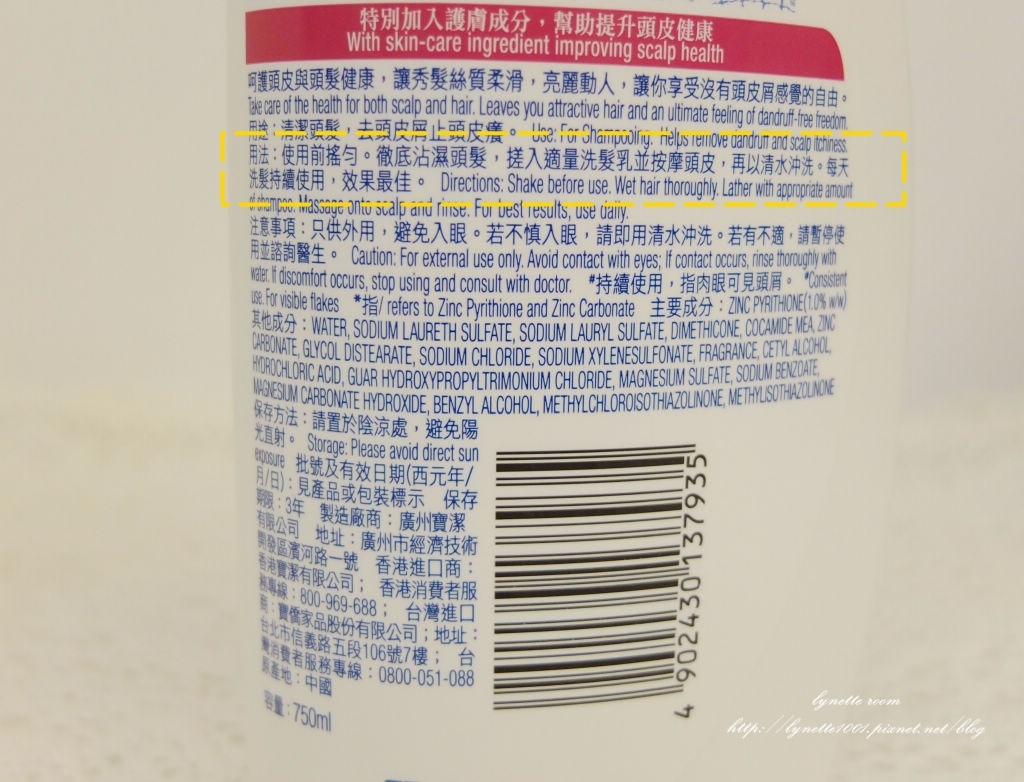 特別加入護膚成分，幫助提升頭皮健康
With skin-care ingredient improving scalp health
呵護頭皮與頭髮健康，讓秀髮絲質柔滑，亮麗動人，讓你享受沒有頭皮屑感覺的自由。
Take care of the health for both scalp and hair. Leaves you attractive hair and an ultimate feeling of dandruff-free freedom.
用途：清潔頭髮，去頭皮屑止頭皮癢。 Use: For Shampooing. Helps remove dandruff and scalp itchiness.
用法：使用前搖勻。徹底沾濕頭髮，搓入適量洗髮乳並按摩頭皮，再以清水沖洗。每天
洗髮持續使用，效果最佳。 Directions: Shake before use. Wet hair thoroughly. Lather with appropriate amount
of shampoo. Massage onto scalp and rinse. For best results, use daily.
注意事項：只供外用，避免入眼。若不慎入眼，請即用清水沖洗。若有不適，請暫停使
用並諮詢醫生。 Caution: For external use only. Avoid contact with eyes; If contact occurs, rinse thoroughly with
water. If discomfort occurs, stop using and consult with doctor. #持續使用，指肉眼可見頭屑。 *Consistent
use. For visible flakes *指/ refers to Zinc Pyrithione and Zinc Carbonate 主要成分：ZINC PYRITHIONE(1.0% w/w)
其他成分：WATER, SODIUM LAURETH SULFATE, SODIUM LAURYL SULFATE, DIMETHICONE, COCAMIDE MEA, ZINC
CARBONATE, GLYCOL DISTEARATE, SODIUM CHLORIDE, SODIUM XYLENESULFONATE, FRAGRANCE, CETYL ALCOHOL,
HYDROCHLORIC ACID, GUAR HYDROXYPROPYLTRIMONIUM CHLORIDE, MAGNESIUM SULFATE, SODIUM BENZOATE,
MAGNESIUM CARBONATE HYDROXIDE, BENZYL ALCOHOL, METHYLCHLOROISOTHIAZOLINONE, METHYLISOTHIAZOLINONE
保存方法：請置於陰涼處，避免陽
光直射。 Storage: Please avoid direct sun
exposure 批號及有效日期(西元年/
月/日)：見產品或包裝標示 保存
期限：3年 製造廠商：廣州寶潔
有限公司 地址：廣州市經濟技術
開發區濱河路一號 香港進口商：
香港寶潔有限公司； 香港消費者服
務專線：800-969-688； 台灣進口
商：寶僑家品股份有限公司；地址：
台北市信義路五段106號7樓； 台
灣消費者服務專線：0800-051-088
原產地：中國
容量：750ml
4902430137935
lynette room
http://lynette1001.pixnet.net/blog